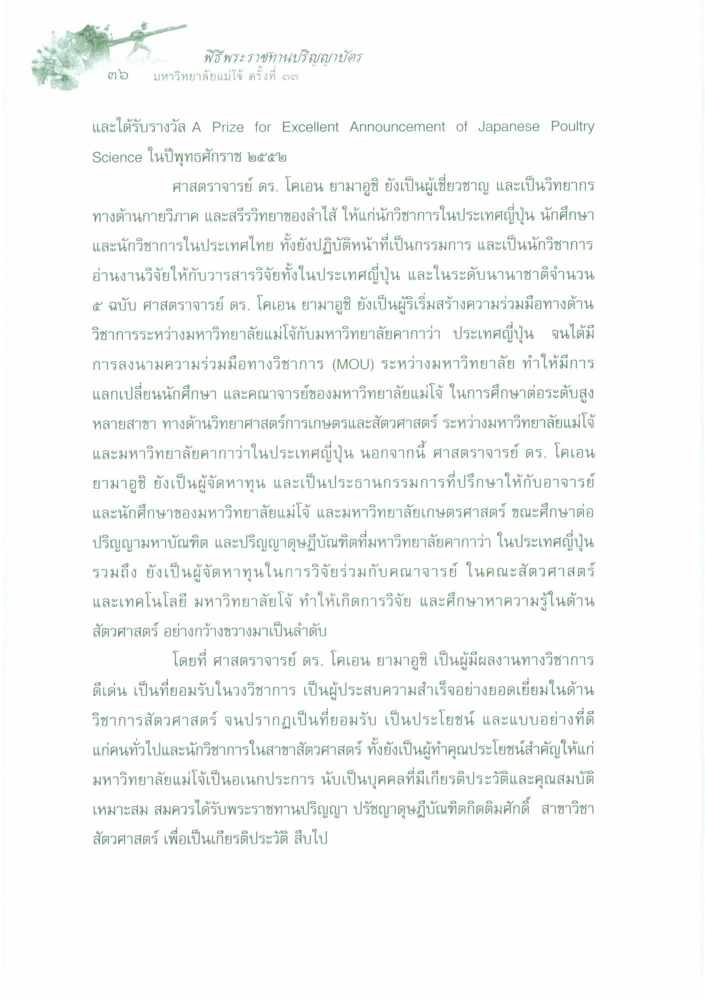 พิธีพระราชทานปริญญาบัตร
๓๖ มหาวิทยาลัยแม่โจ้ ครั้งที่ ๓๓
และได้รับรางวัล A Prize for Excellent Announcement of Japanese Poultry
Science ในปีพุทธศักราช ๒๕๕๒
ศาสตราจารย์ ดร. โคเอน ยามาอูชิ ยังเป็นผู้เชี่ยวชาญ และเป็นวิทยากร
ทางด้านกายวิภาค และสรีรวิทยาของลำไส้ ให้แก่นักวิชาการในประเทศญี่ปุ่น นักศึกษา
และนักวิชาการในประเทศไทย ทั้งยังปฏิบัติหน้าที่เป็นกรรมการ และเป็นนักวิชาการ
อ่านงานวิจัยให้กับวารสารวิจัยทั้งในประเทศญี่ปุ่น และในระดับนานาชาติจำนวน
๕ ฉบับ ศาสตราจารย์ ดร. โคเอน ยามาอูชิ ยังเป็นผู้ริเริ่มสร้างความร่วมมือทางด้าน
วิชาการระหว่างมหาวิทยาลัยแม่โจ้กับมหาวิทยาลัยคากาว่า ประเทศญี่ปุ่น จนได้มี
การลงนามความร่วมมือทางวิชาการ (MOU) ระหว่างมหาวิทยาลัย ทำให้มีการ
แลกเปลี่ยนนักศึกษา และคณาจารย์ของมหาวิทยาลัยแม่โจ้ ในการศึกษาต่อระดับสูง
หลายสาขา ทางด้านวิทยาศาสตร์การเกษตรและสัตวศาสตร์ ระหว่างมหาวิทยาลัยแม่โจ้
และมหาวิทยาลัยคากาว่าในประเทศญี่ปุ่น นอกจากนี้ ศาสตราจารย์ ดร. โคเอน
ยามาอูชิ ยังเป็นผู้จัดหาทุน และเป็นประธานกรรมการที่ปรึกษาให้กับอาจารย์
และนักศึกษาของมหาวิทยาลัยแม่โจ้ และมหาวิทยาลัยเกษตรศาสตร์ ขณะศึกษาต่อ
ปริญญามหาบัณฑิต และปริญญาดุษฎีบัณฑิตที่มหาวิทยาลัยคากาว่า ในประเทศญี่ปุ่น
รวมถึง ยังเป็นผู้จัดหาทุนในการวิจัยร่วมกับคณาจารย์ ในคณะสัตวศาสตร์
และเทคโนโลยี มหาวิทยาลัยโจ้ ทำให้เกิดการวิจัย และศึกษาหาความรู้ในด้าน
สัตวศาสตร์ อย่างกว้างขวางมาเป็นลำดับ
โดยที่ ศาสตราจารย์ ดร. โคเอน ยามาอูชิ เป็นผู้มีผลงานทางวิชาการ
ดีเด่น เป็นที่ยอมรับในวงวิชาการ เป็นผู้ประสบความสำเร็จอย่างยอดเยี่ยมในด้าน
วิชาการสัตวศาสตร์ จนปรากฏเป็นที่ยอมรับ เป็นประโยชน์ และแบบอย่างที่ดี
แก่คนทั่วไปและนักวิชาการในสาขาสัตวศาสตร์ ทั้งยังเป็นผู้ทำคุณประโยชน์สำคัญให้แก่
มหาวิทยาลัยแม่โจ้เป็นอเนกประการ นับเป็นบุคคลที่มีเกียรติประวัติและคุณสมบัติ
เหมาะสม สมควรได้รับพระราชทานปริญญา ปรัชญาดุษฎีบัณฑิตกิตติมศักดิ์ สาขาวิชา
สัตวศาสตร์ เพื่อเป็นเกียรติประวัติ สืบไป